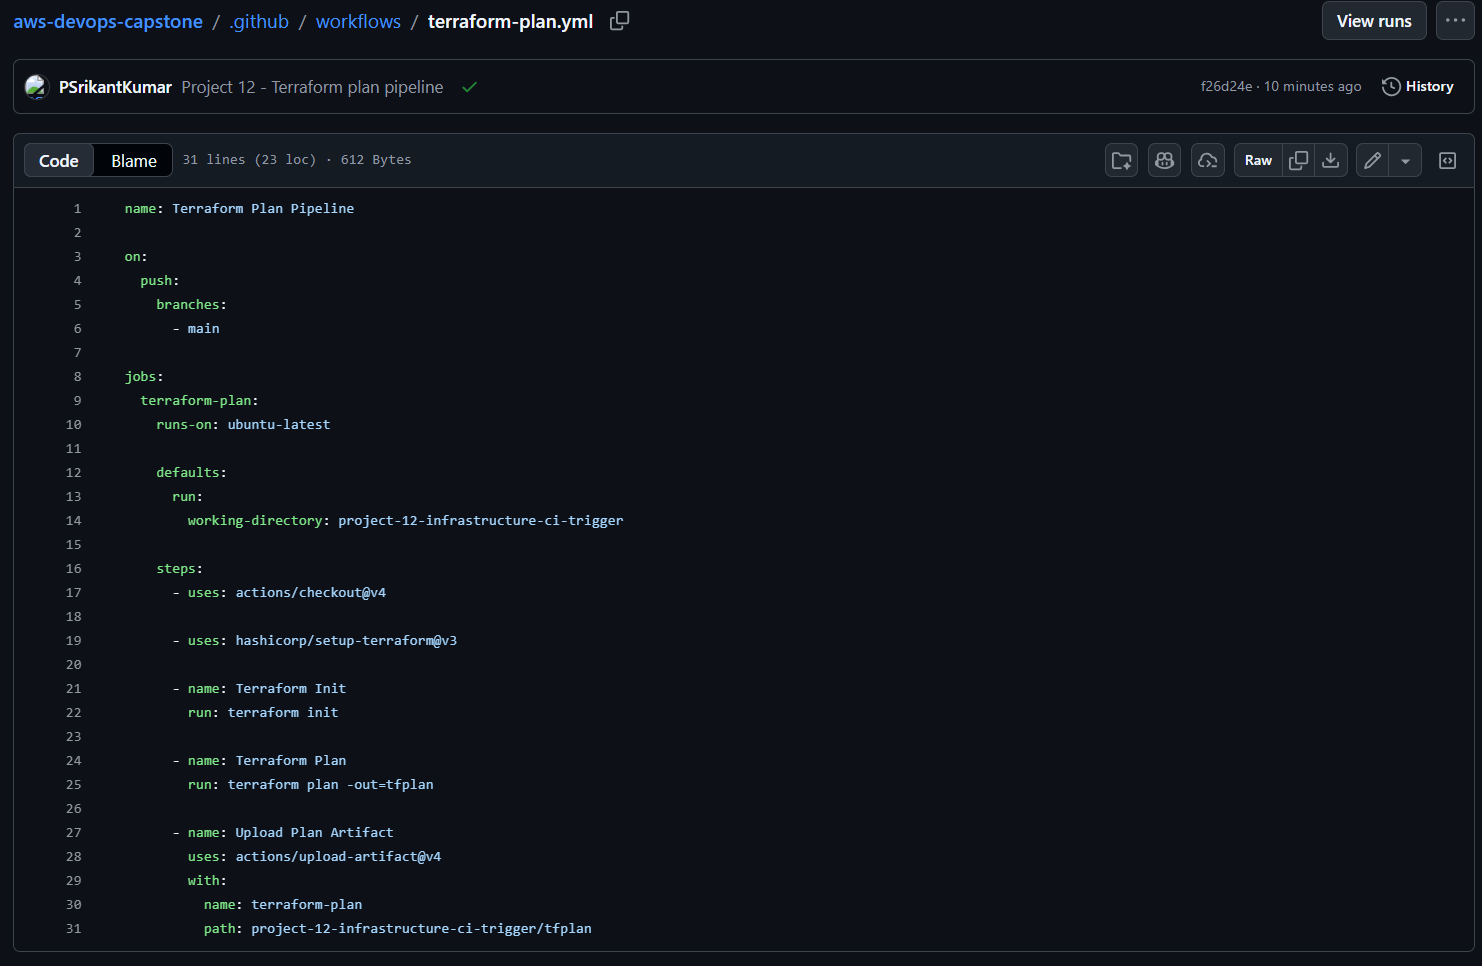 aws-devops-capstone / .github / workflows / terraform-plan.yml
View runs
PSrikantKumar Project 12 - Terraform plan pipeline
f26d24e · 10 minutes ago
History
Code Blame 31 lines (23 loc) · 612 Bytes
Raw
1 name: Terraform Plan Pipeline
2
3 on:
4   push:
5     branches:
6       - main
7
8 jobs:
9   terraform-plan:
10     runs-on: ubuntu-latest
11
12     defaults:
13       run:
14         working-directory: project-12-infrastructure-ci-trigger
15
16     steps:
17       - uses: actions/checkout@v4
18
19       - uses: hashicorp/setup-terraform@v3
20
21       - name: Terraform Init
22         run: terraform init
23
24       - name: Terraform Plan
25         run: terraform plan -out=tfplan
26
27       - name: Upload Plan Artifact
28         uses: actions/upload-artifact@v4
29         with:
30           name: terraform-plan
31           path: project-12-infrastructure-ci-trigger/tfplan